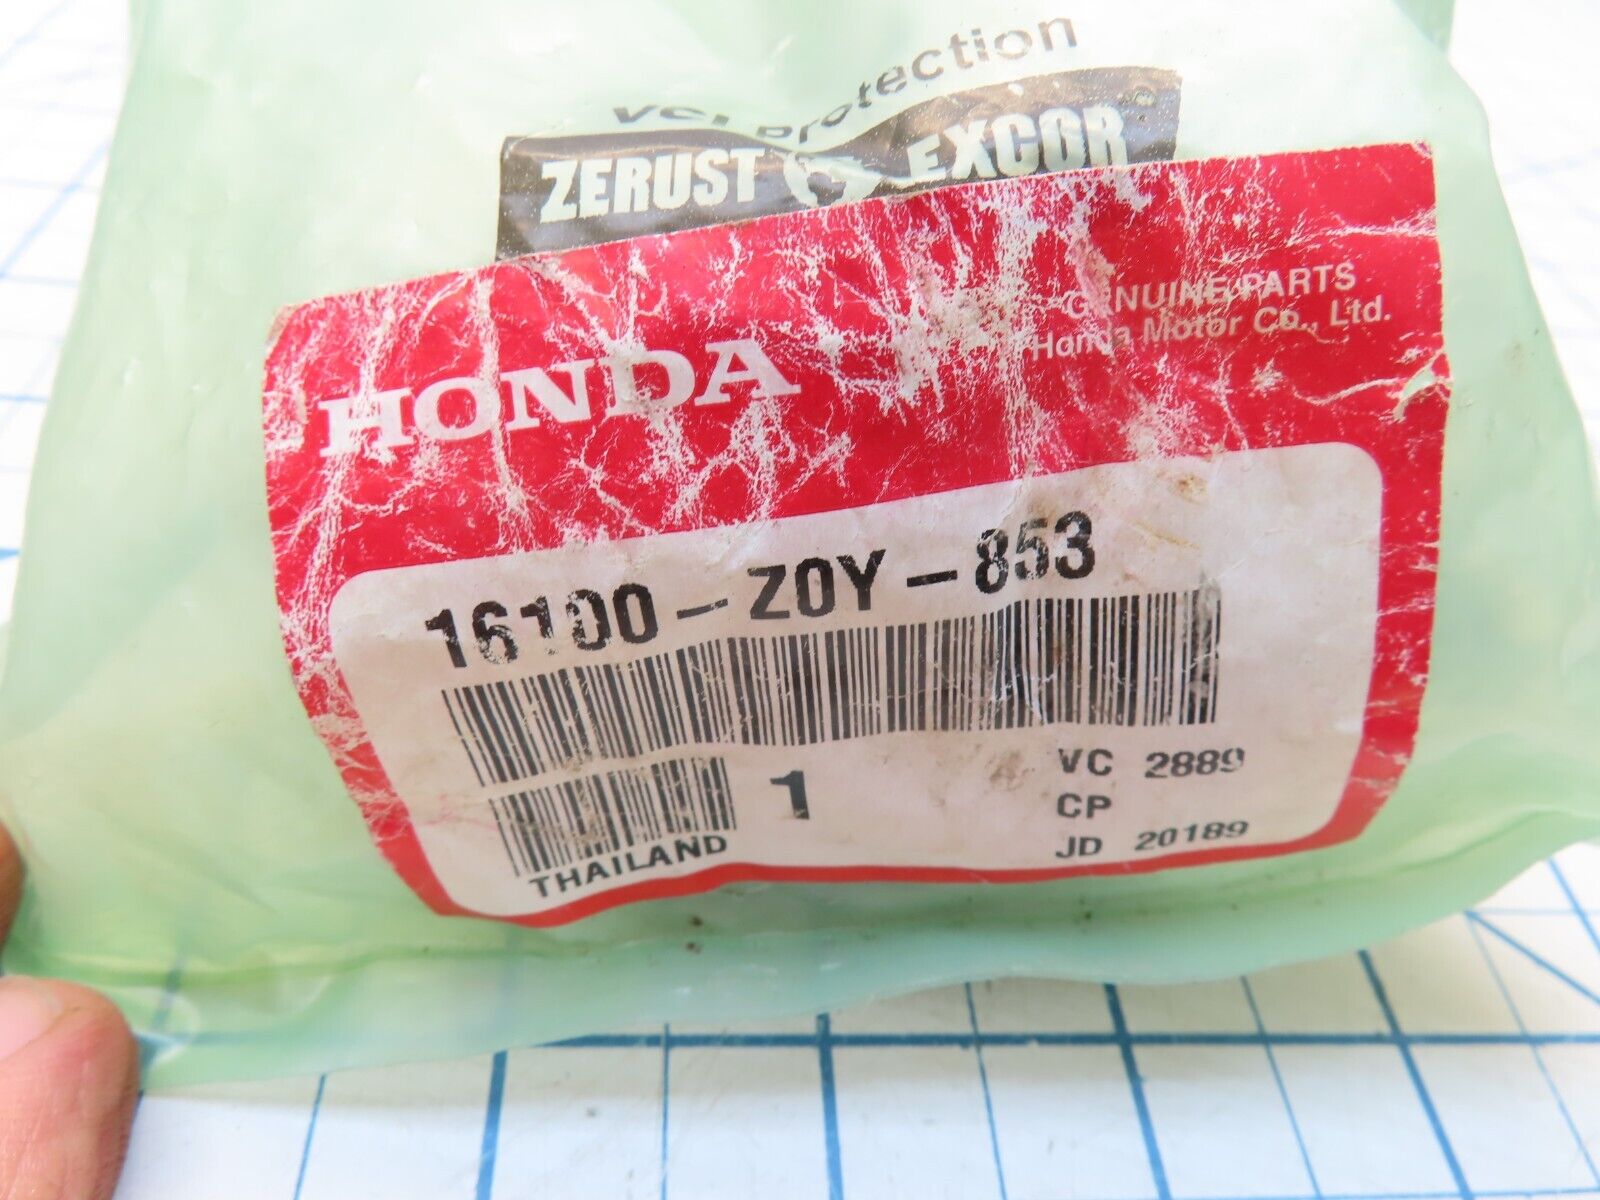 vci protection
ZERUST EXCOR
HONDA
GENUINE PARTS
Honda Motor Co., Ltd.
16100-Z0Y-853
1
VC 2889
CP
JD 20189
THAILAND